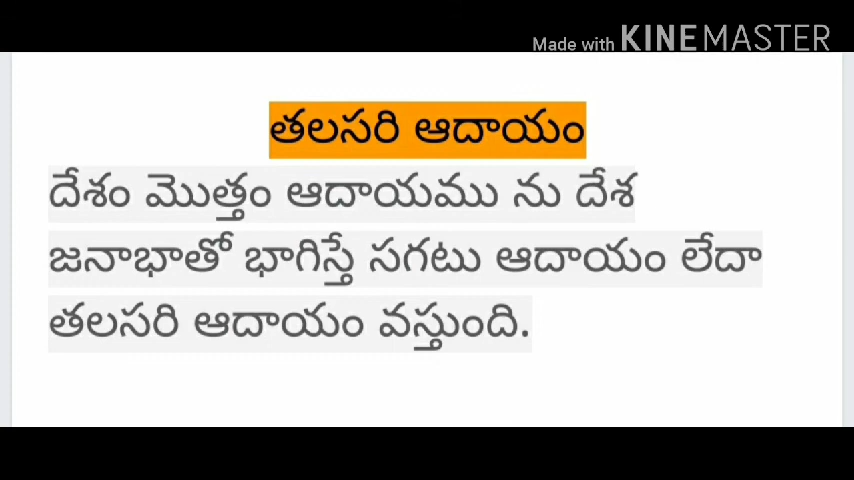 Made with KINEMASTER
తలసరి ఆదాయం
దేశం మొత్తం ఆదాయము ను దేశ
జనాభాతో భాగిస్తే సగటు ఆదాయం లేదా
తలసరి ఆదాయం వస్తుంది.